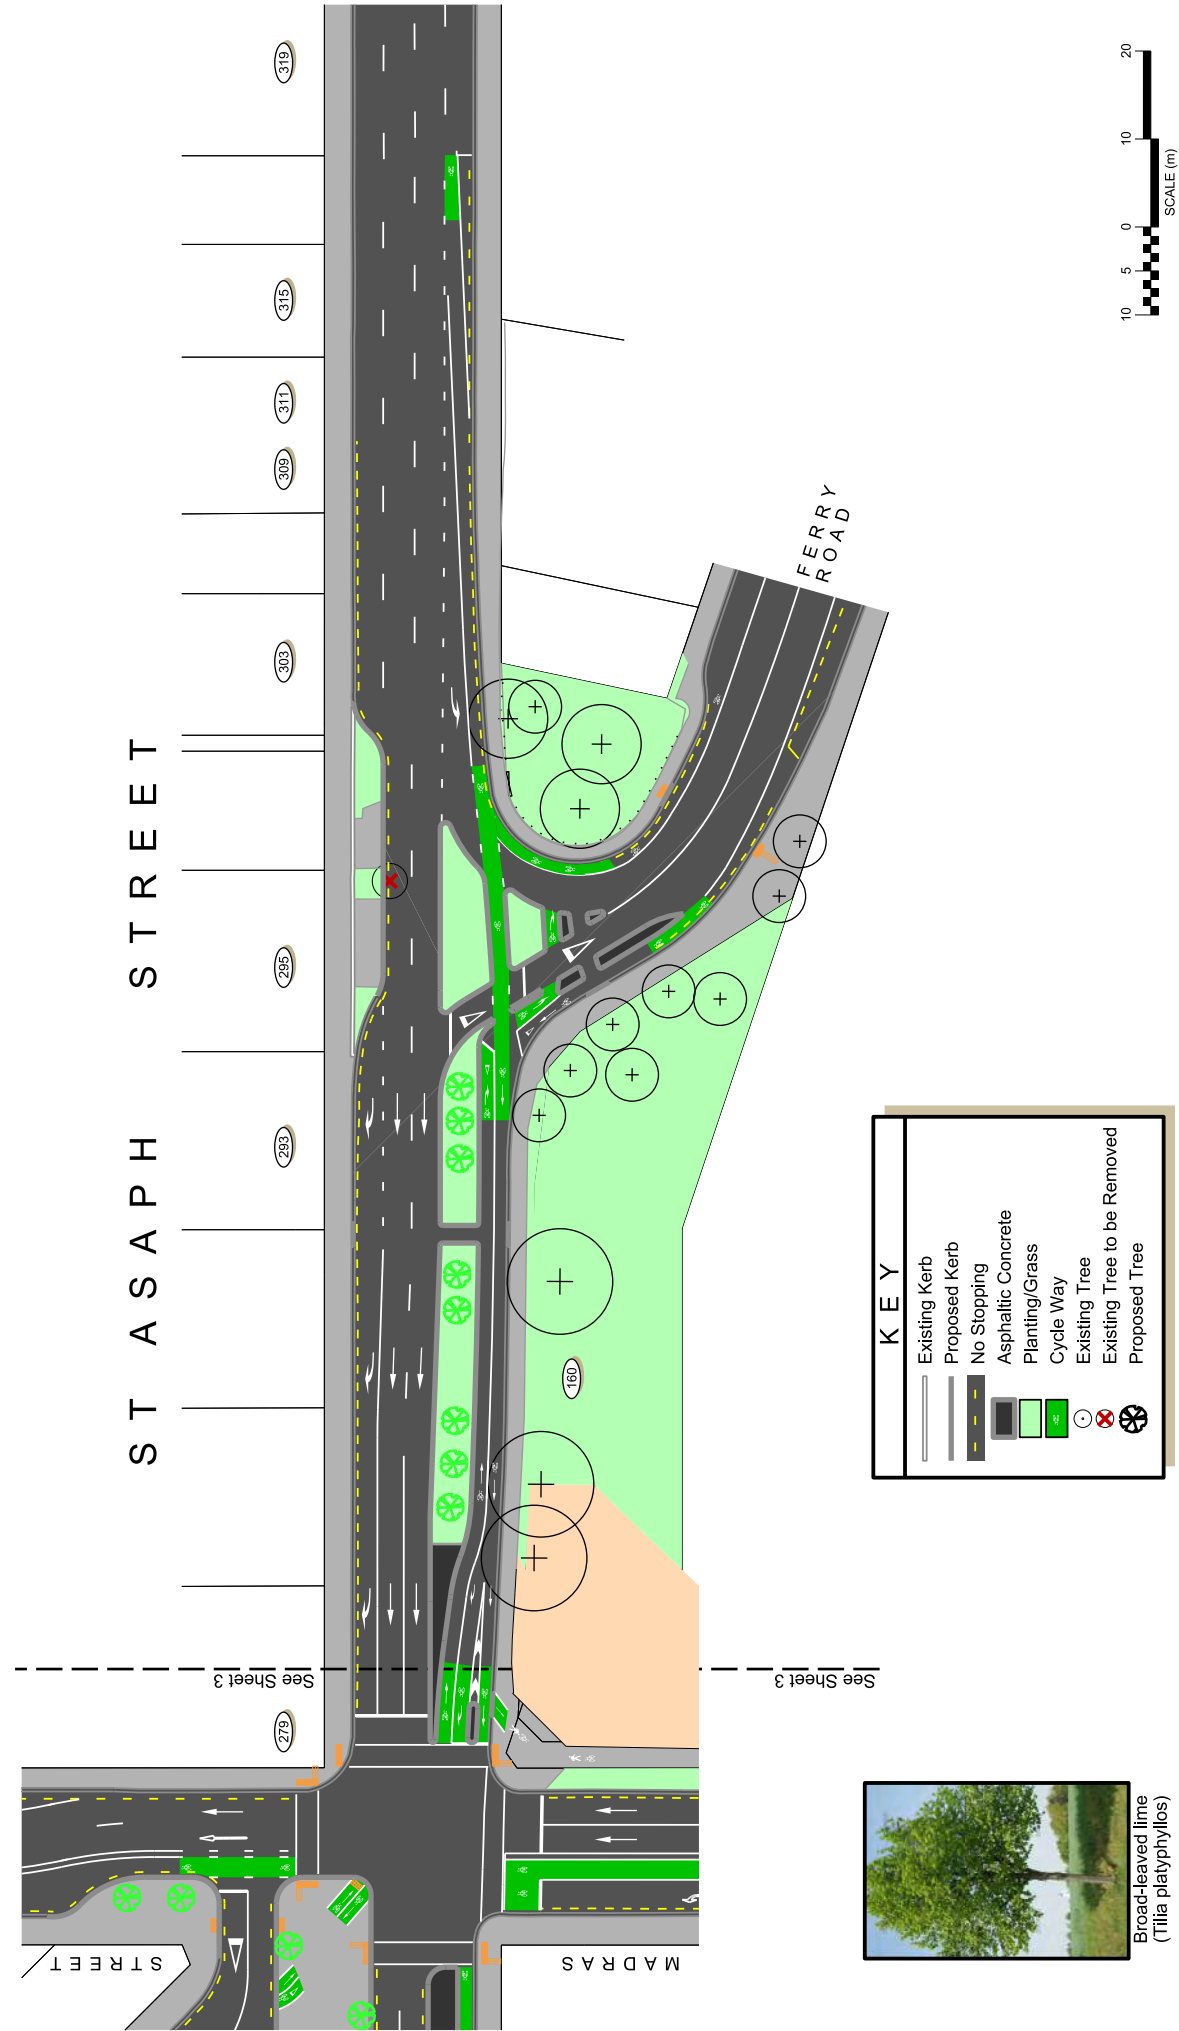 ST ASAPH STREET
279
293
295
303
309
311
315
319
160
FERRY
ROAD
See Sheet 3
See Sheet 3
MADRAS
STREET
KEY
Existing Kerb
Proposed Kerb
No Stopping
Asphaltic Concrete
Planting/Grass
Cycle Way
Existing Tree
Existing Tree to be Removed
Proposed Tree
10 5 0 10 20
SCALE (m)
Broad-leaved lime
(Tilia platyphyllos)